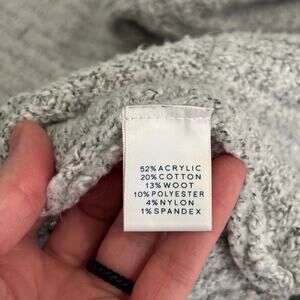 52% ACRYLIC
20% COTTON
13% WOOT
10% POLYESTER
4% NYLON
1% SPANDEX